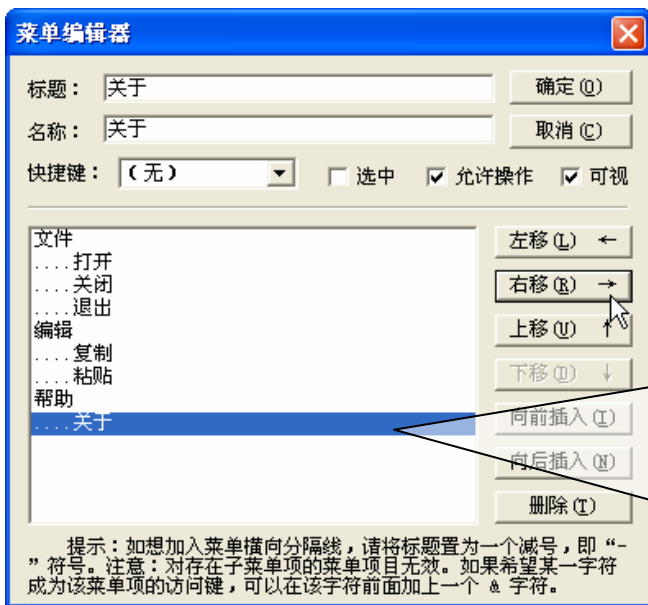 菜单编辑器
标题： 关于 确定(O)
名称： 关于 取消(C)
快捷键： （无） 选中 允许操作 可视
文件
....打开
....关闭
....退出
编辑
....复制
....粘贴
帮助
....关于
左移(L) ←
右移(R) →
上移(U) ↑
下移(D) ↓
向前插入(I)
向后插入(N)
删除(T)
提示：如想加入菜单横向分隔线，请将标题置为一个减号，即“-
”符号。注意：对存在子菜单项的菜单项目无效。如果希望某一字符
成为该菜单项的访问键，可以在该字符前面加上一个 & 字符。